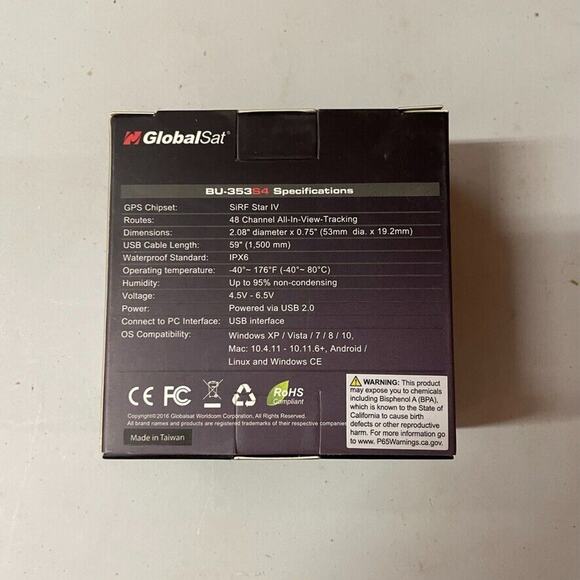 GlobalSat®
BU-353S4 Specifications
GPS Chipset: SiRF Star IV
Routes: 48 Channel All-In-View-Tracking
Dimensions: 2.08" diameter x 0.75" (53mm dia. x 19.2mm)
USB Cable Length: 59" (1,500 mm)
Waterproof Standard: IPX6
Operating temperature: -40°~ 176°F (-40°~ 80°C)
Humidity: Up to 95% non-condensing
Voltage: 4.5V - 6.5V
Power: Powered via USB 2.0
Connect to PC Interface: USB interface
OS Compatibility: Windows XP / Vista / 7 / 8 / 10,
Mac: 10.4.11 - 10.11.6+, Android /
Linux and Windows CE
CE FC RoHS
Compliant
Copyright©2016 Globalsat Worldcom Corporation, All Rights Reserved.
All brand names and products are registered trademarks of their respective companies
Made in Taiwan
WARNING: This product
may expose you to chemicals
including Bisphenol A (BPA),
which is known to the State of
California to cause birth
defects or other reproductive
harm. For more information go
to www.P65Warnings.ca.gov.